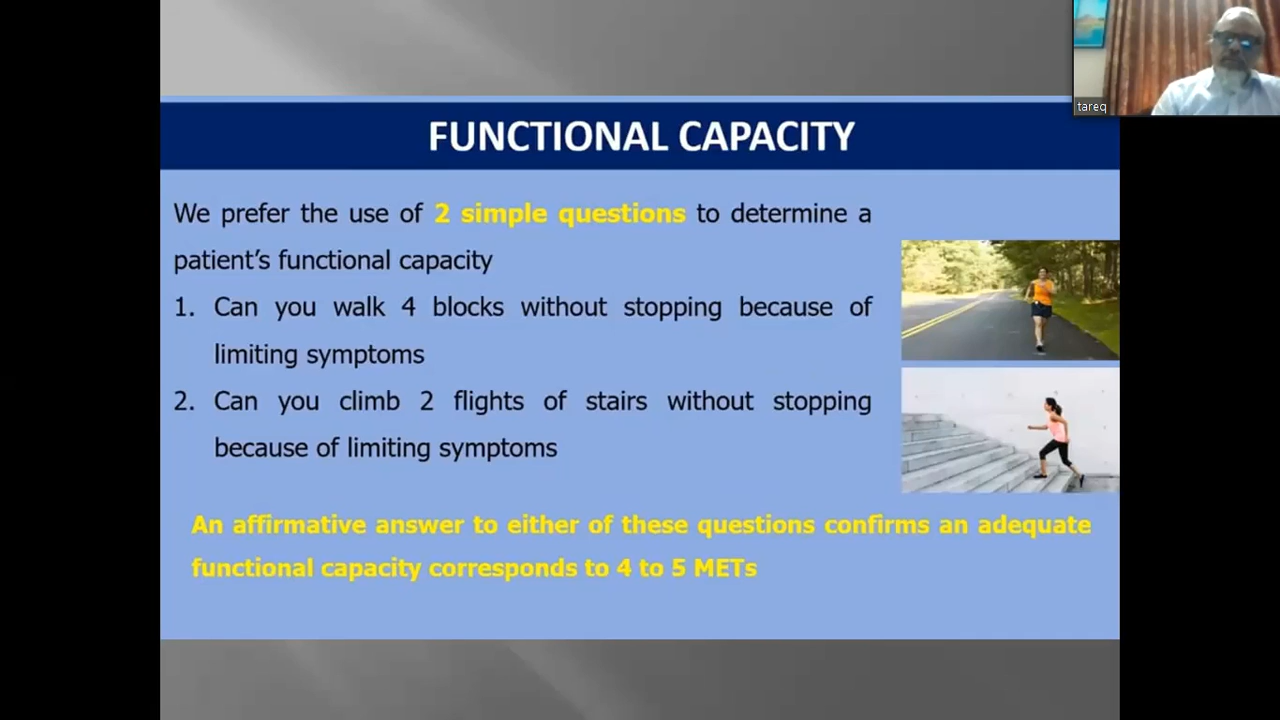 tareq
FUNCTIONAL CAPACITY
We prefer the use of 2 simple questions to determine a
patient's functional capacity
1. Can you walk 4 blocks without stopping because of
limiting symptoms
2. Can you climb 2 flights of stairs without stopping
because of limiting symptoms
An affirmative answer to either of these questions confirms an adequate
functional capacity corresponds to 4 to 5 METs